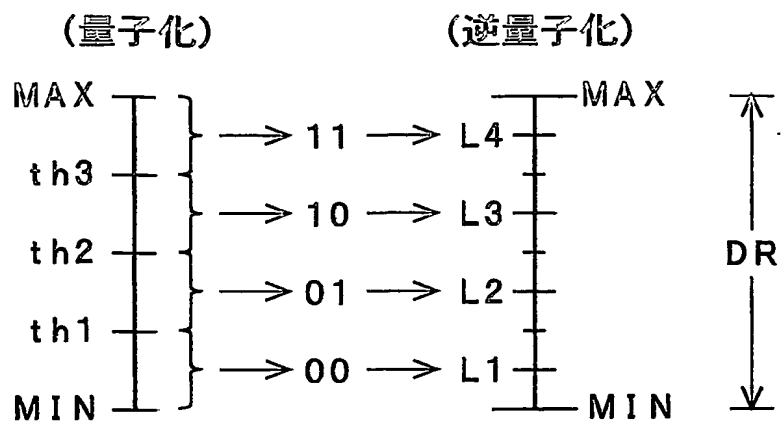 (量子化) (逆量子化)
MAX MAX
11 L4
th3
10 L3
th2 DR
01 L2
th1
00 L1
MIN MIN